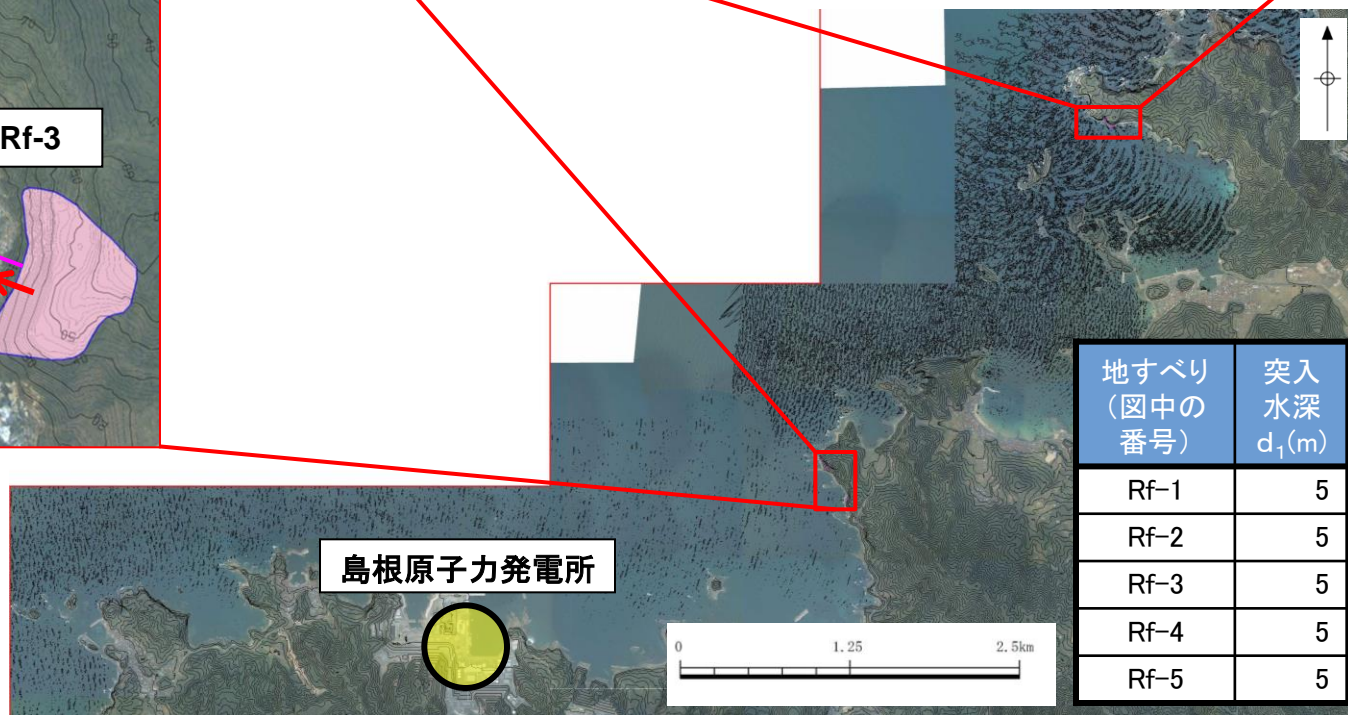 Rf-3
50
島根原子力発電所
0 1.25 2.5km
地すべり
(図中の
番号)
突入
水深
d₁(m)
Rf-1 5
Rf-2 5
Rf-3 5
Rf-4 5
Rf-5 5